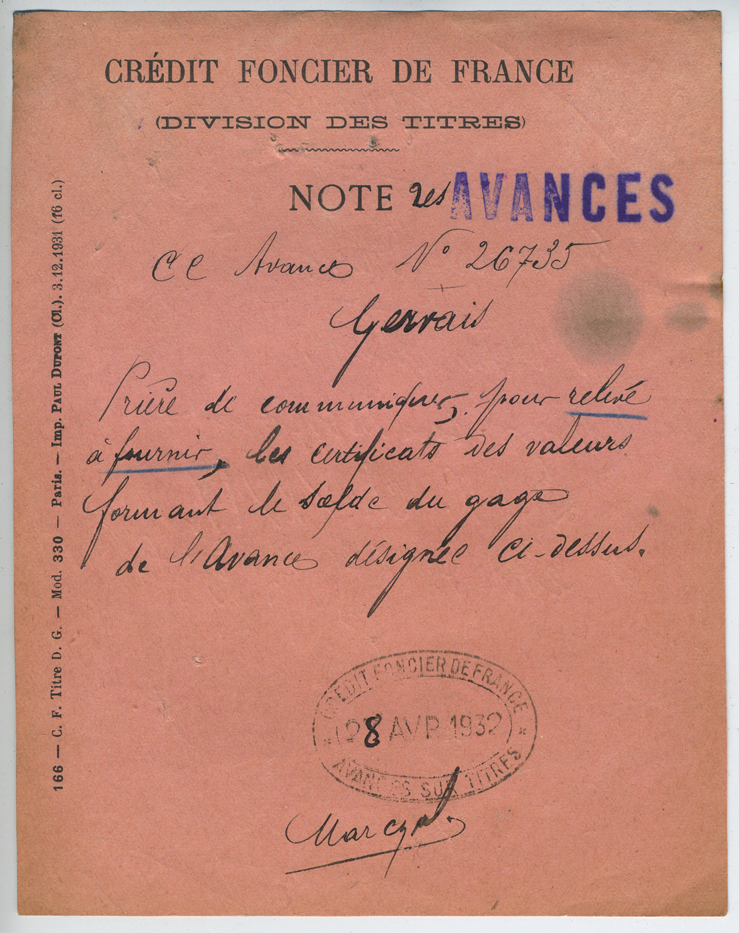 CRÉDIT FONCIER DE FRANCE
(DIVISION DES TITRES)
NOTE des AVANCES
CC Avance N° 26735
Gervais
Prière de communiquer, pour relevé
à fournir, les certificats des valeurs
formant le solde du gage
de l'Avance désignée ci-dessus.
CRÉDIT FONCIER DE FRANCE
28 AVR 1932
AVANCES SUR TITRES
166 — C. F. Titre D. G. — Mod. 330 — Paris. — Imp. PAUL DUPONT (Cl.). 3.12.1931 (16 cl.)